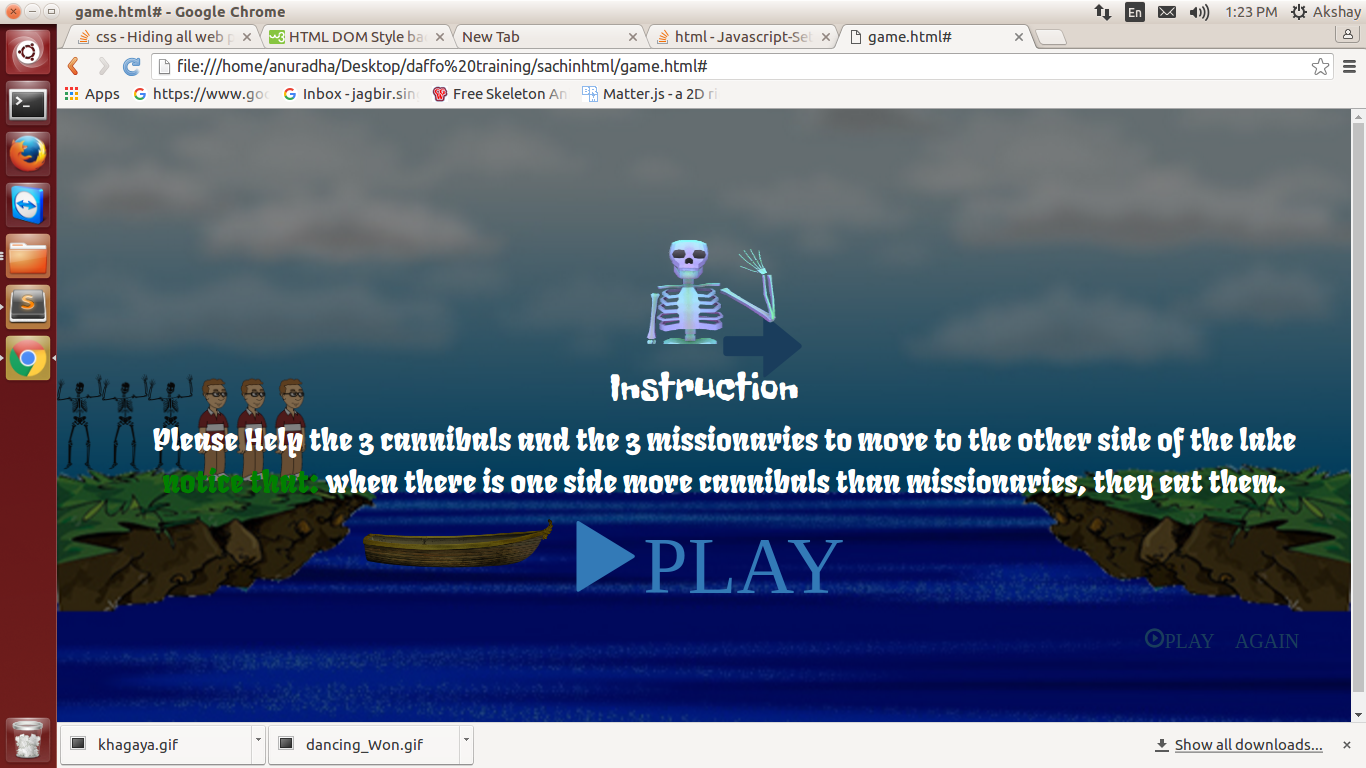 game.html# - Google Chrome
En
1:23 PM
Akshay
css - Hiding all web
HTML DOM Style ba
New Tab
html - Javascript-Set
game.html#
file:///home/anuradha/Desktop/daffo%20training/sachinhtml/game.html#
Apps
https://www.goo
Inbox - jagbir.sin
Free Skeleton An
Matter.js - a 2D ri
Instruction
Please Help the 3 cannibals and the 3 missionaries to move to the other side of the lake
notice that: when there is one side more cannibals than missionaries, they eat them.
PLAY
PLAY AGAIN
khagaya.gif
dancing_Won.gif
Show all downloads...